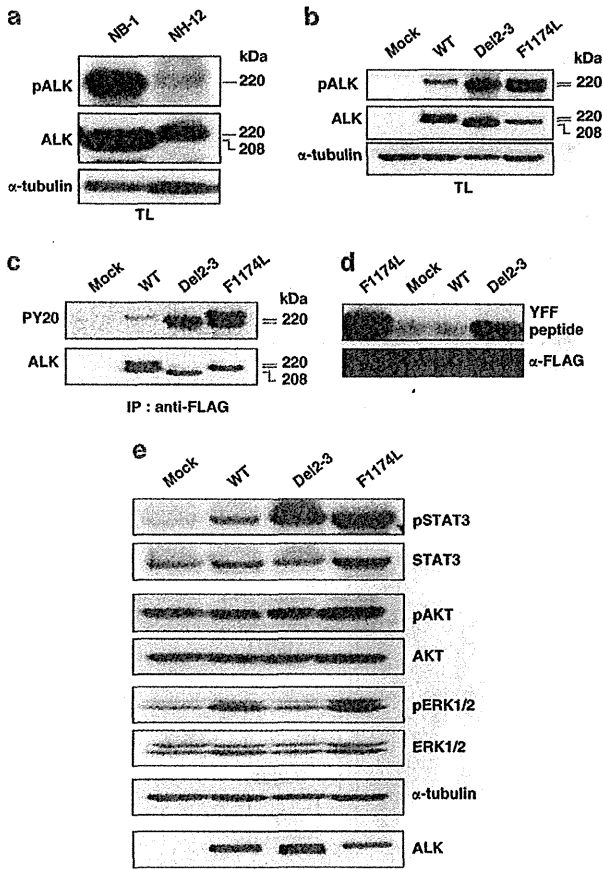 a
NB-1 NH-12
kDa
pALK 220
ALK 220
208
α-tubulin
TL
b
Mock WT Del2-3 F1174L
kDa
pALK 220
ALK 220
208
α-tubulin
TL
c
Mock WT Del2-3 F1174L
kDa
PY20 220
ALK 220
208
IP : anti-FLAG
d
F1174L Mock WT Del2-3
YFF
peptide
α-FLAG
e
Mock WT Del2-3 F1174L
pSTAT3
STAT3
pAKT
AKT
pERK1/2
ERK1/2
α-tubulin
ALK